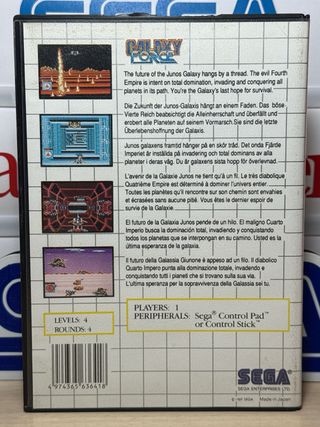 GALAXY
FORCE
The future of the Junos Galaxy hangs by a thread. The evil Fourth
Empire is intent on total domination, invading and conquering all
planets in its path. You're the Galaxy's last hope for survival.
Die Zukunft der Junos-Galaxis hängt an einem Faden. Das böse
Vierte Reich beabsichtigt die Alleinherrschaft und überfällt und
erobert alle Planeten auf seinem Vormarsch. Sie sind die letzte
Überlebenshoffnung der Galaxis.
Junos galaxens framtid hänger på en skör tråd. Det onda Fjärde
Imperiet är inställd på invadering och total dominans av alla
planeter i deras våg. Du är galaxens sista hopp för överlevnad.
L'avenir de la Galaxie Junos ne tient qu'à un fil. Le très diabolique
Quatrième Empire est déterminé à dominer l'univers entier.
Toutes les planètes qu'il rencontre sur son chemin sont envahies
et écrasées sans aucune pitié. Vous êtes le dernier espoir de
survie de la Galaxie.
El futuro de la Galaxia Junos pende de un hilo. El maligno Cuarto
Imperio busca la dominación total, invadiendo y conquistando
todos los planetas que se interpongan en su camino. Usted es la
última esperanza de la galaxia.
Il futuro della Galassia Giunone è appeso ad un filo. Il diabolico
Quarto Impero punta alla dominazione totale, invadendo e
conquistando tutti i pianeti che si trovano sulla sua via.
L'ultima speranza per la sopravvivenza della Galassia sei tu.
LEVELS: 4
ROUNDS: 4
PLAYERS: 1
PERIPHERALS: Sega® Control Pad™
or Control Stick™
4 974365 636418
SEGA®
SEGA ENTERPRISES LTD.
Made in Japan